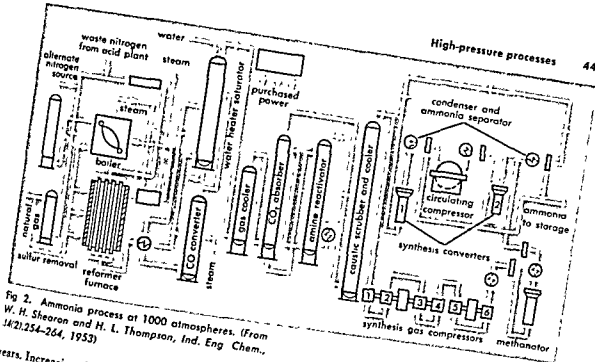 High-pressure processes 44
waste nitrogen
from acid plant
water
alternate
nitrogen
source
steam
steam
boiler
water heater saturator
purchased
power
condenser and
ammonia separator
natural
gas
sulfur removal
reformer
furnace
CO converter
steam
gas cooler
CO₂ absorber
amine reactivator
caustic scrubber and cooler
circulating
compressor
2
synthesis converters
ammonia
to storage
1 2 3 4 5 6
synthesis gas compressors
methanator
Fig 2. Ammonia process at 1000 atmospheres. (From
W. H. Shearon and H. L. Thompson, Ind. Eng Chem.,
(2),254–264, 1953)